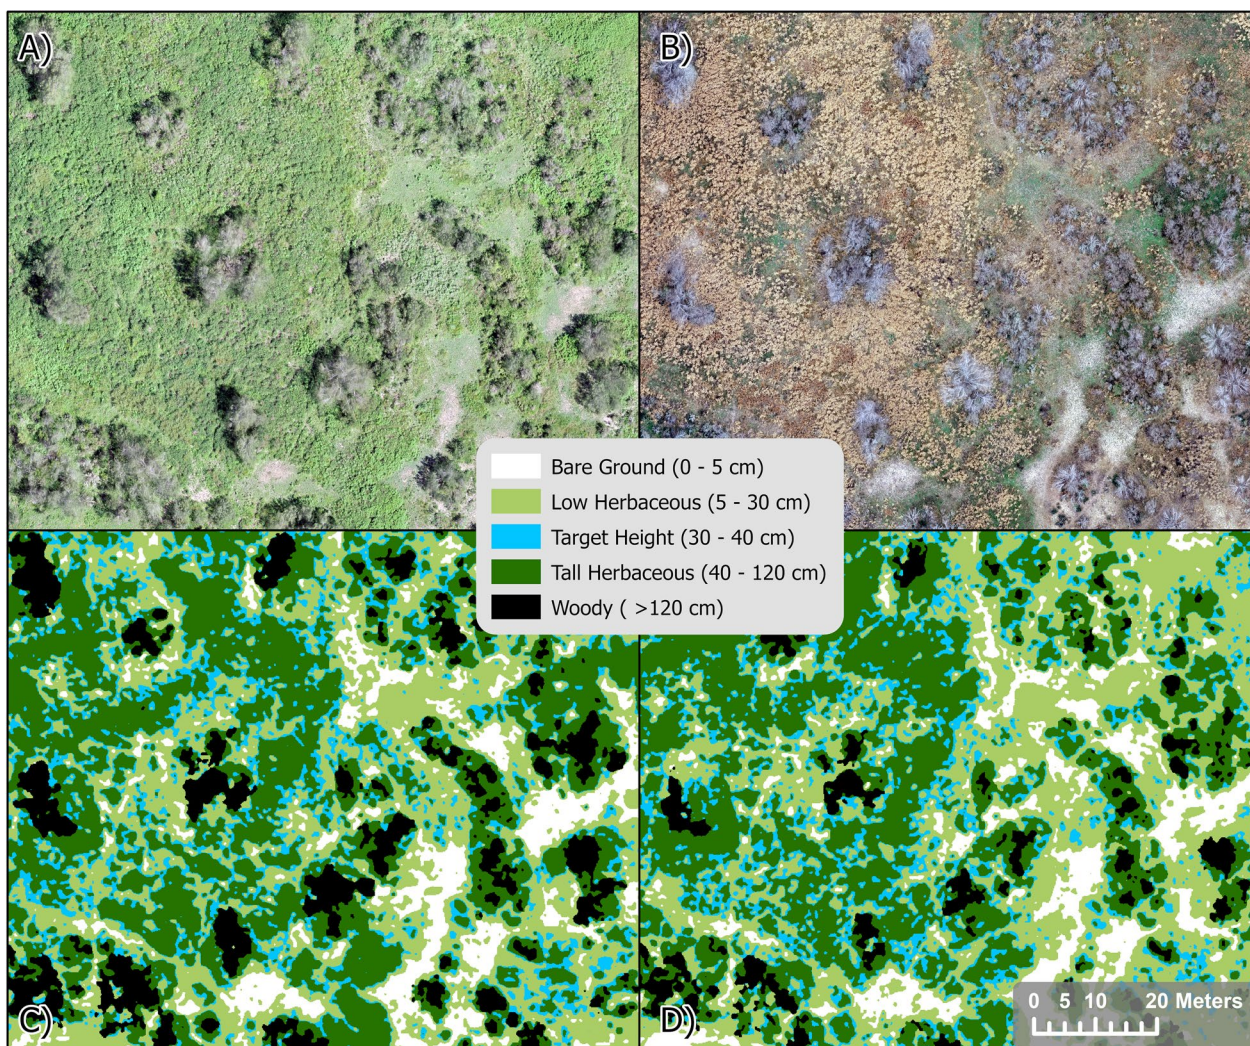 A)
B)
Bare Ground (0 - 5 cm)
Low Herbaceous (5 - 30 cm)
Target Height (30 - 40 cm)
Tall Herbaceous (40 - 120 cm)
Woody ( >120 cm)
C)
D)
0 5 10 20 Meters